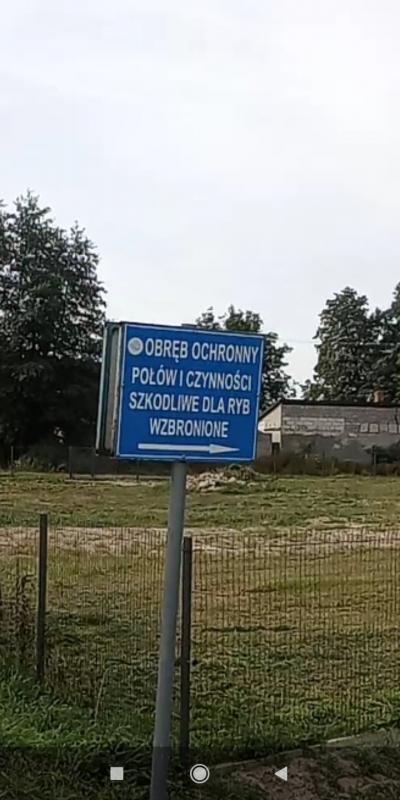 OBRĘB OCHRONNY
POŁÓW I CZYNNOŚCI
SZKODLIWE DLA RYB
WZBRONIONE